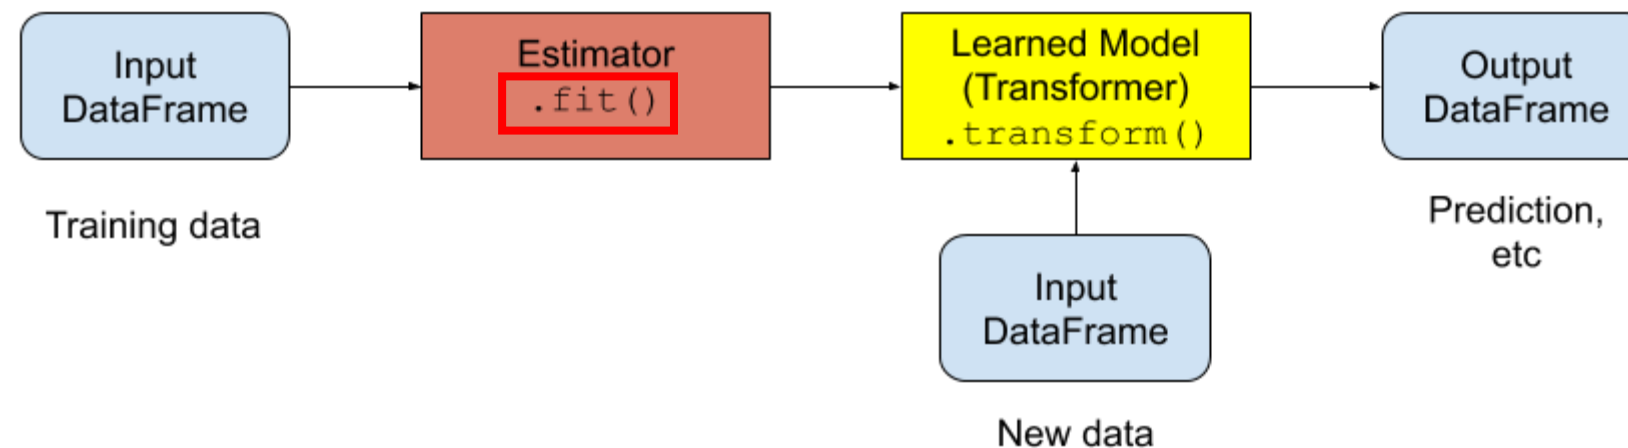 Input
DataFrame
Training data
Estimator
.fit()
Learned Model
(Transformer)
.transform()
Input
DataFrame
New data
Output
DataFrame
Prediction,
etc